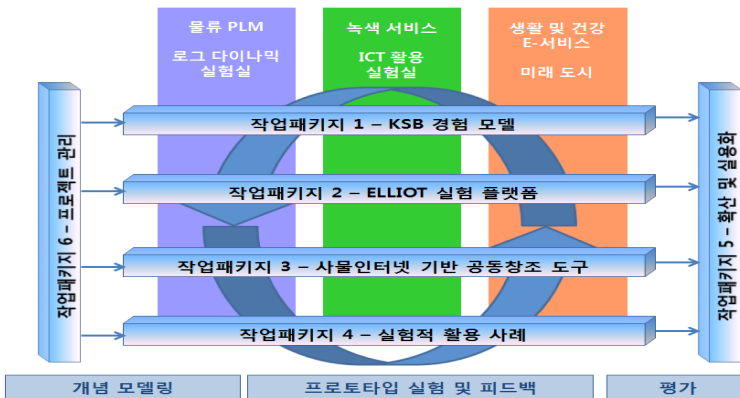 물류 PLM
로그 다이나믹
실험실
녹색 서비스
ICT 활용
실험실
생활 및 건강
E-서비스
미래 도시
작업패키지 6 – 프로젝트 관리
작업패키지 1 – KSB 경험 모델
작업패키지 2 – ELLIOT 실험 플랫폼
작업패키지 3 – 사물인터넷 기반 공동창조 도구
작업패키지 4 – 실험적 활용 사례
작업패키지 5 – 확산 및 실용화
개념 모델링
프로토타입 실험 및 피드백
평가